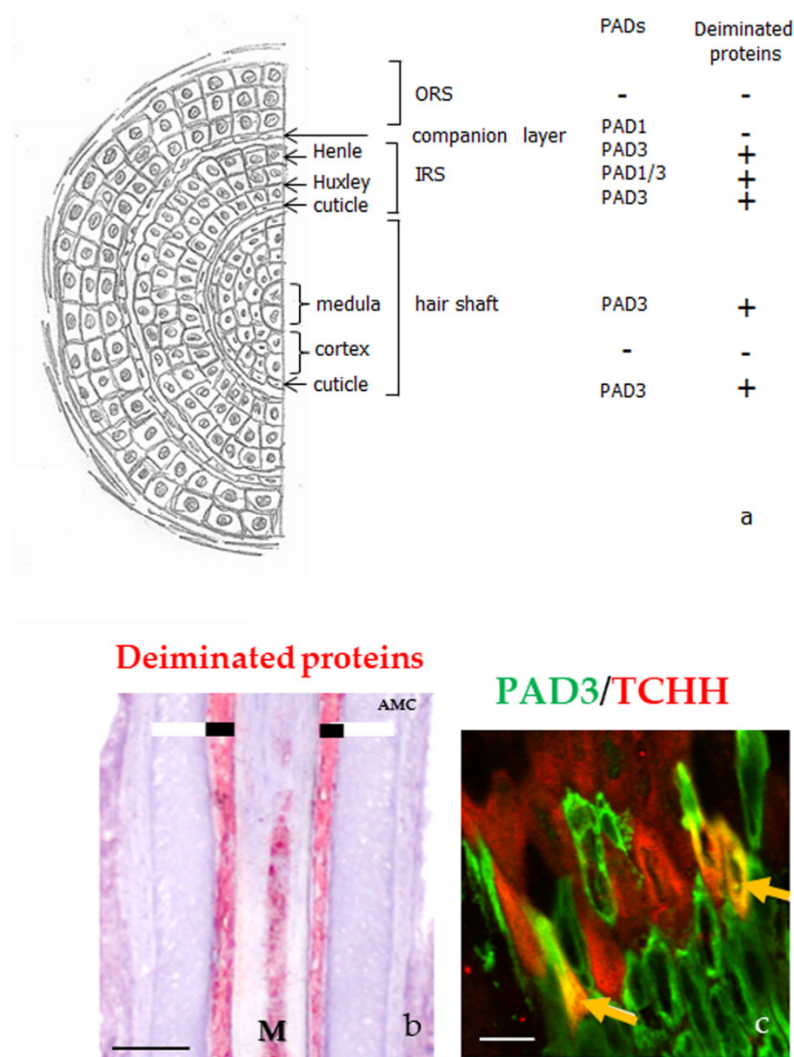 PADs Deiminated proteins
ORS - -
companion layer PAD1 -
Henle PAD3 +
IRS
Huxley PAD1/3 +
cuticle PAD3 +
medula hair shaft PAD3 +
cortex - -
cuticle PAD3 +
a
Deiminated proteins
AMC
M
b
PAD3/TCHH
c